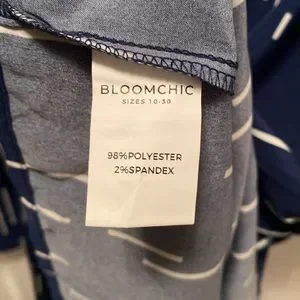 BLOOMCHIC
SIZES 10-30
98%POLYESTER
2%SPANDEX